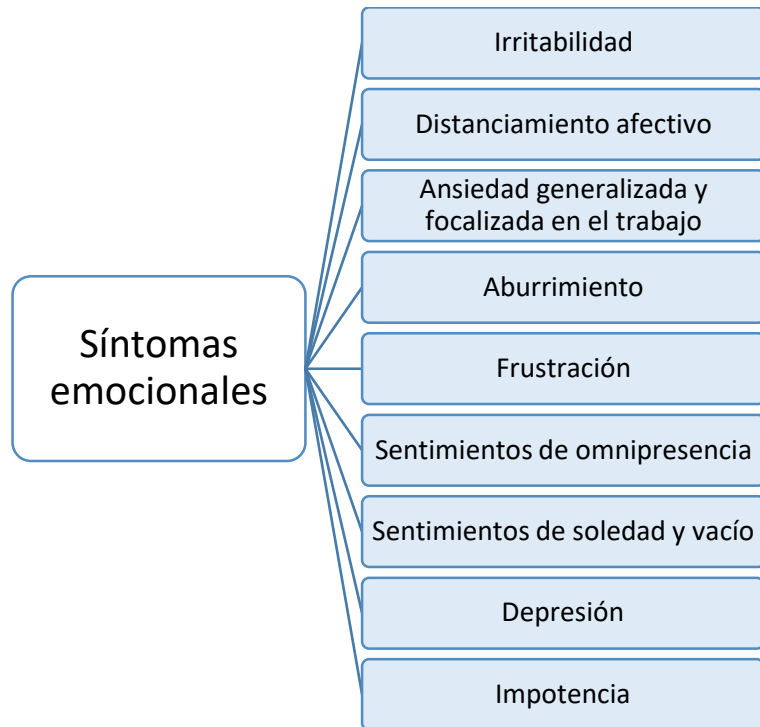 Irritabilidad
Distanciamiento afectivo
Ansiedad generalizada y
focalizada en el trabajo
Aburrimiento
Síntomas
emocionales
Frustración
Sentimientos de omnipresencia
Sentimientos de soledad y vacío
Depresión
Impotencia